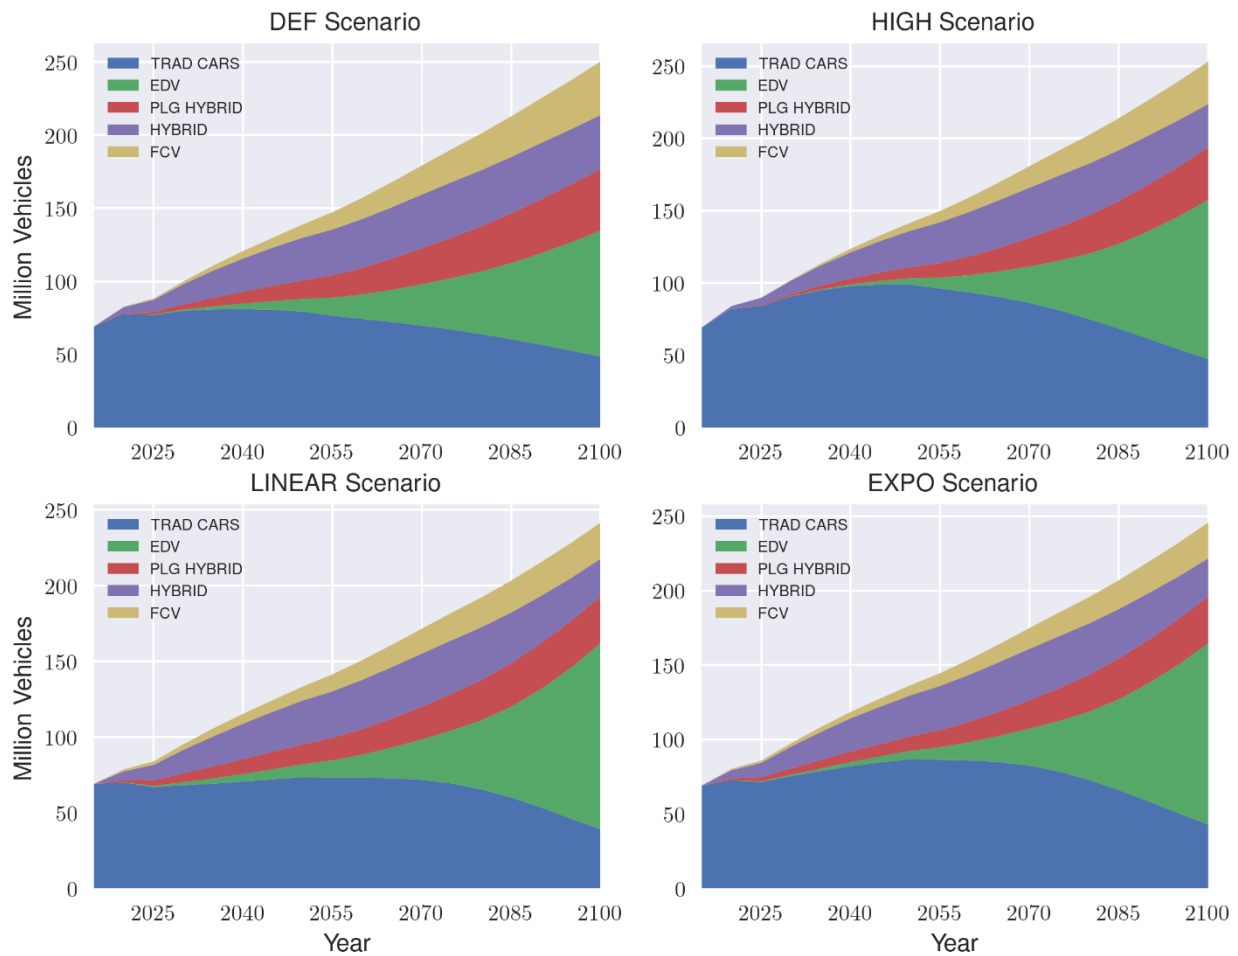 DEF Scenario
TRAD CARS
EDV
PLG HYBRID
HYBRID
FCV
Million Vehicles
250
200
150
100
50
0
2025 2040 2055 2070 2085 2100
HIGH Scenario
TRAD CARS
EDV
PLG HYBRID
HYBRID
FCV
250
200
150
100
50
0
2025 2040 2055 2070 2085 2100
LINEAR Scenario
TRAD CARS
EDV
PLG HYBRID
HYBRID
FCV
Million Vehicles
250
200
150
100
50
0
2025 2040 2055 2070 2085 2100
Year
EXPO Scenario
TRAD CARS
EDV
PLG HYBRID
HYBRID
FCV
250
200
150
100
50
0
2025 2040 2055 2070 2085 2100
Year